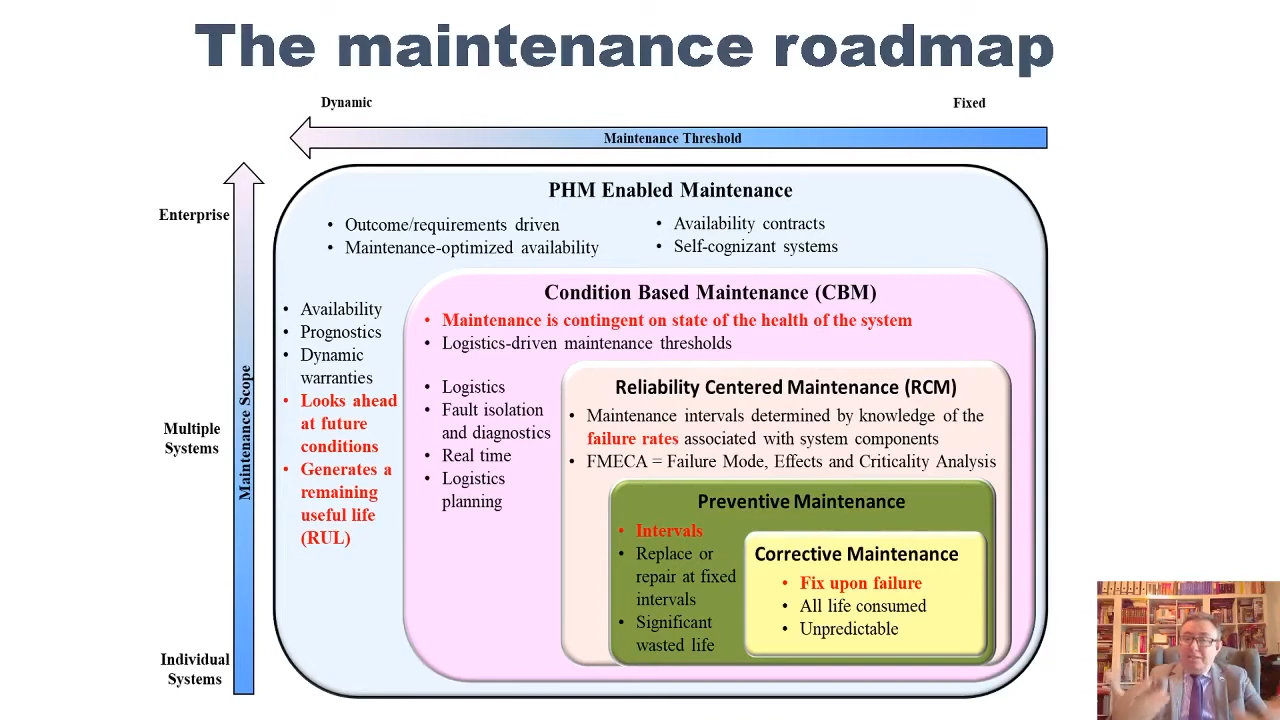 The maintenance roadmap
Dynamic
Fixed
Maintenance Threshold
Enterprise
Multiple
Systems
Individual
Systems
Maintenance Scope
PHM Enabled Maintenance
• Outcome/requirements driven
• Maintenance-optimized availability
• Availability contracts
• Self-cognizant systems
• Availability
• Prognostics
• Dynamic
warranties
• Looks ahead
at future
conditions
• Generates a
remaining
useful life
(RUL)
Condition Based Maintenance (CBM)
• Maintenance is contingent on state of the health of the system
• Logistics-driven maintenance thresholds
• Logistics
• Fault isolation
and diagnostics
• Real time
• Logistics
planning
Reliability Centered Maintenance (RCM)
• Maintenance intervals determined by knowledge of the
failure rates associated with system components
• FMECA = Failure Mode, Effects and Criticality Analysis
Preventive Maintenance
• Intervals
• Replace or
repair at fixed
intervals
• Significant
wasted life
Corrective Maintenance
• Fix upon failure
• All life consumed
• Unpredictable